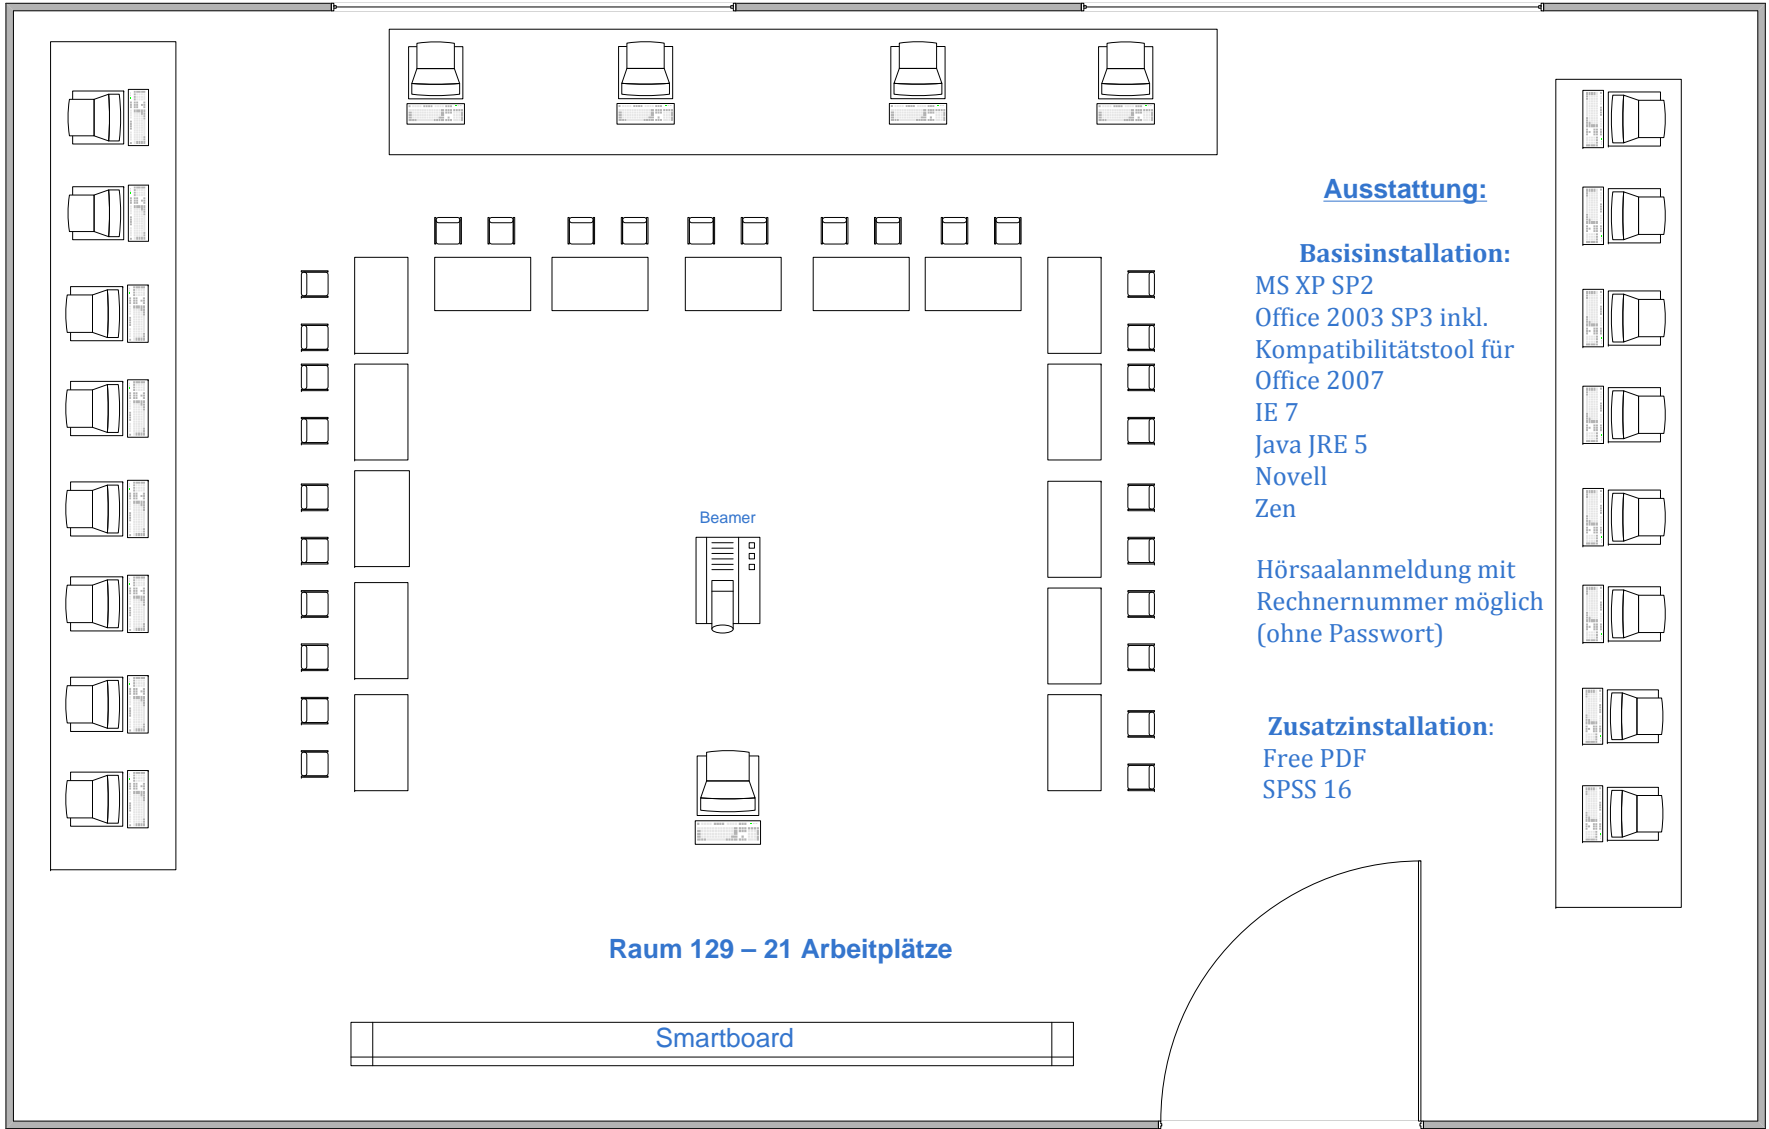 Ausstattung:
Basisinstallation:
MS XP SP2
Office 2003 SP3 inkl.
Kompatibilitätstool für
Office 2007
IE 7
Java JRE 5
Novell
Zen
Hörsaalanmeldung mit
Rechnernummer möglich
(ohne Passwort)
Zusatzinstallation:
Free PDF
SPSS 16
Beamer
Raum 129 – 21 Arbeitplätze
Smartboard